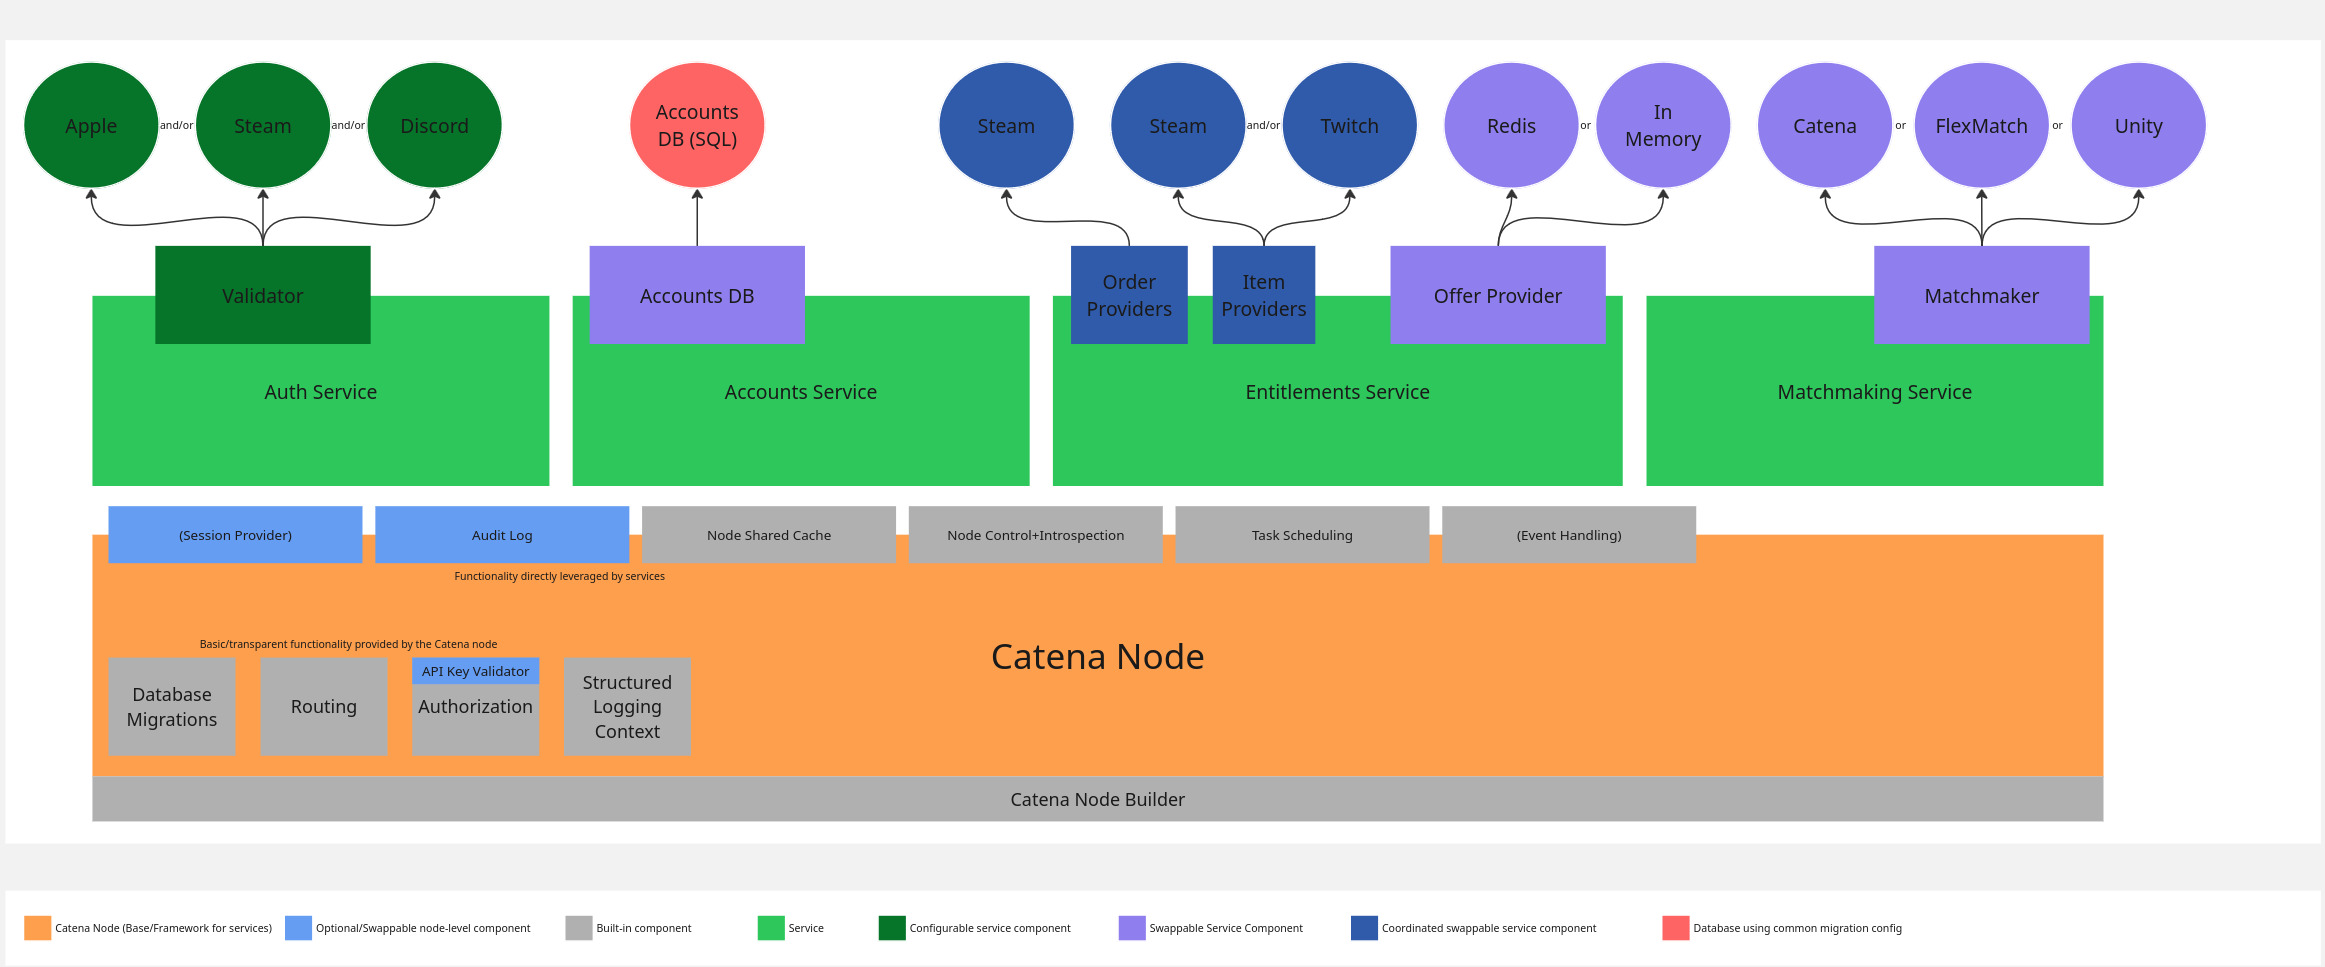 Apple
and/or
Steam
and/or
Discord
Accounts
DB (SQL)
Steam
Steam
and/or
Twitch
Redis
or
In
Memory
Catena
or
FlexMatch
or
Unity
Validator
Accounts DB
Order
Providers
Item
Providers
Offer Provider
Matchmaker
Auth Service
Accounts Service
Entitlements Service
Matchmaking Service
(Session Provider)
Audit Log
Node Shared Cache
Node Control+Introspection
Task Scheduling
(Event Handling)
Functionality directly leveraged by services
Basic/transparent functionality provided by the Catena node
Catena Node
Database
Migrations
Routing
API Key Validator
Authorization
Structured
Logging
Context
Catena Node Builder
Catena Node (Base/Framework for services)
Optional/Swappable node-level component
Built-in component
Service
Configurable service component
Swappable Service Component
Coordinated swappable service component
Database using common migration config